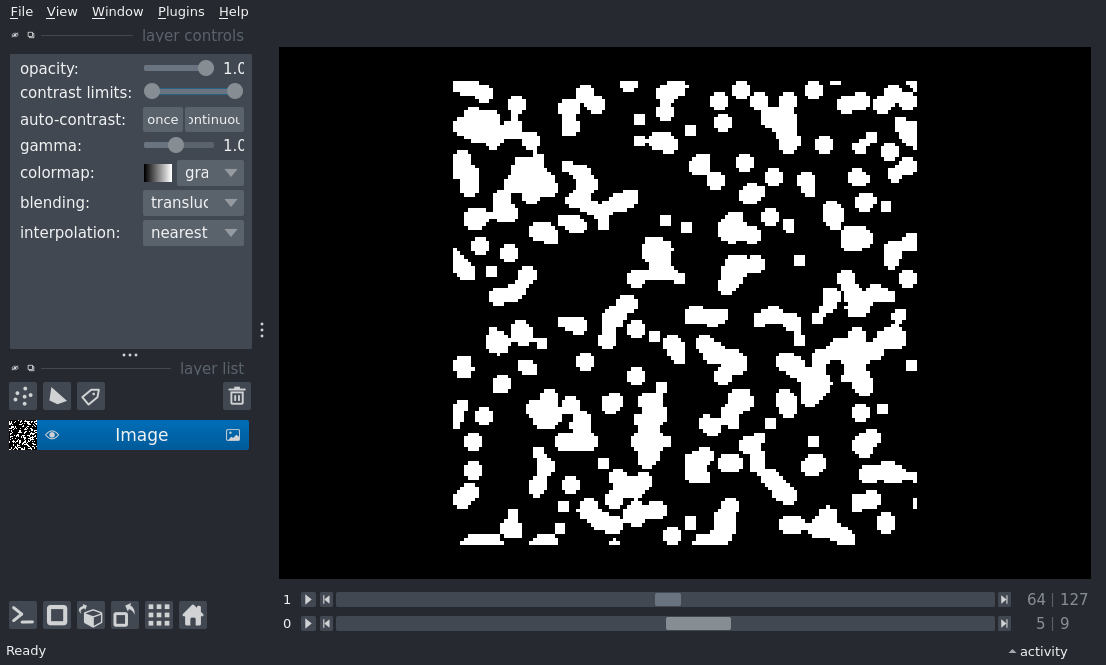 File View Window Plugins Help
layer controls
opacity: 1.0
contrast limits:
auto-contrast: once ontinuou
gamma: 1.0
colormap: gra
blending: transluc
interpolation: nearest
layer list
Image
1 64 | 127
0 5 | 9
Ready activity